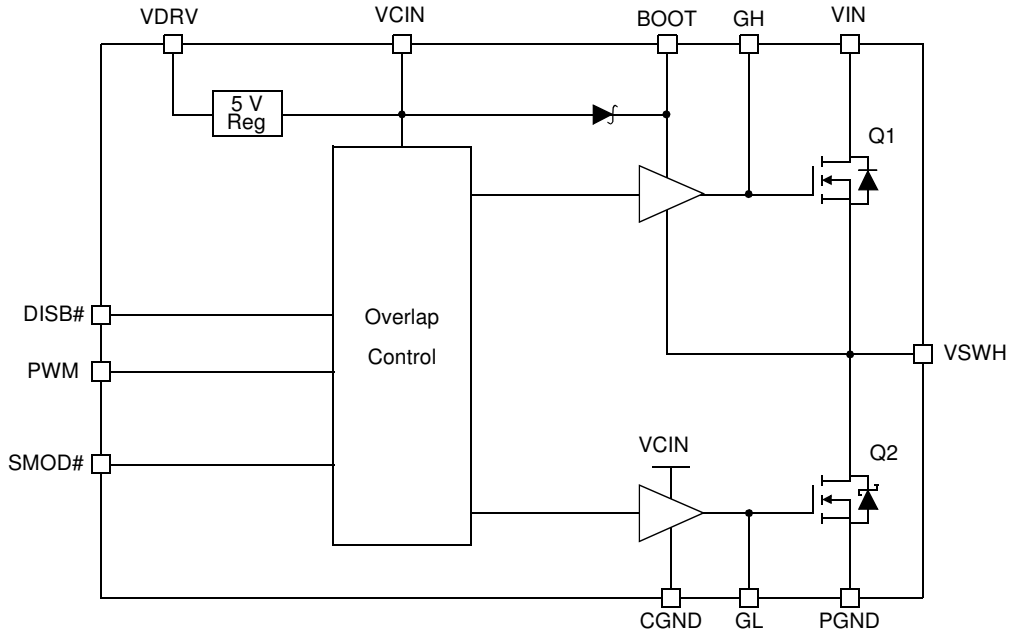 VDRV
VCIN
BOOT
GH
VIN
5 V
Reg
Q1
DISB#
Overlap
Control
VSWH
PWM
VCIN
Q2
SMOD#
CGND
GL
PGND